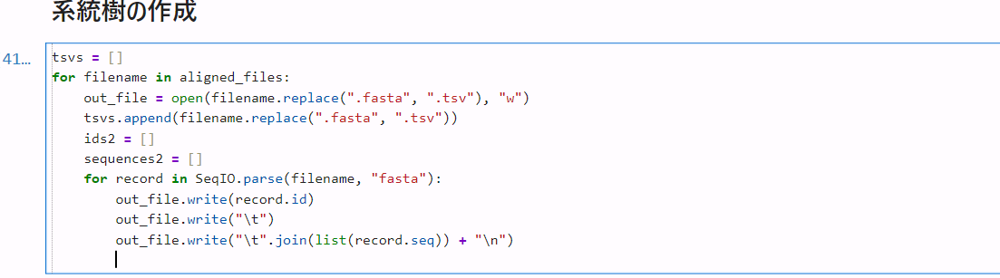 系統樹の作成
41...
tsvs = []
for filename in aligned_files:
    out_file = open(filename.replace(".fasta", ".tsv"), "w")
    tsvs.append(filename.replace(".fasta", ".tsv"))
    ids2 = []
    sequences2 = []
    for record in SeqIO.parse(filename, "fasta"):
        out_file.write(record.id)
        out_file.write("\t")
        out_file.write("\t".join(list(record.seq)) + "\n")